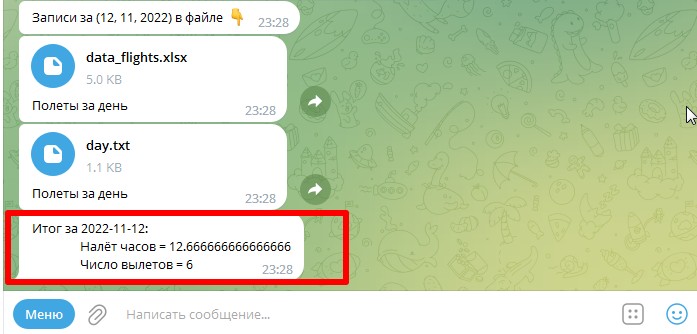 Записи за (12, 11, 2022) в файле 👇
23:28
data_flights.xlsx
5.0 KB
Полеты за день
23:28
day.txt
1.1 KB
Полеты за день
23:28
Итог за 2022-11-12:
Налёт часов = 12.666666666666666
Число вылетов = 6
23:28
Меню
Написать сообщение...